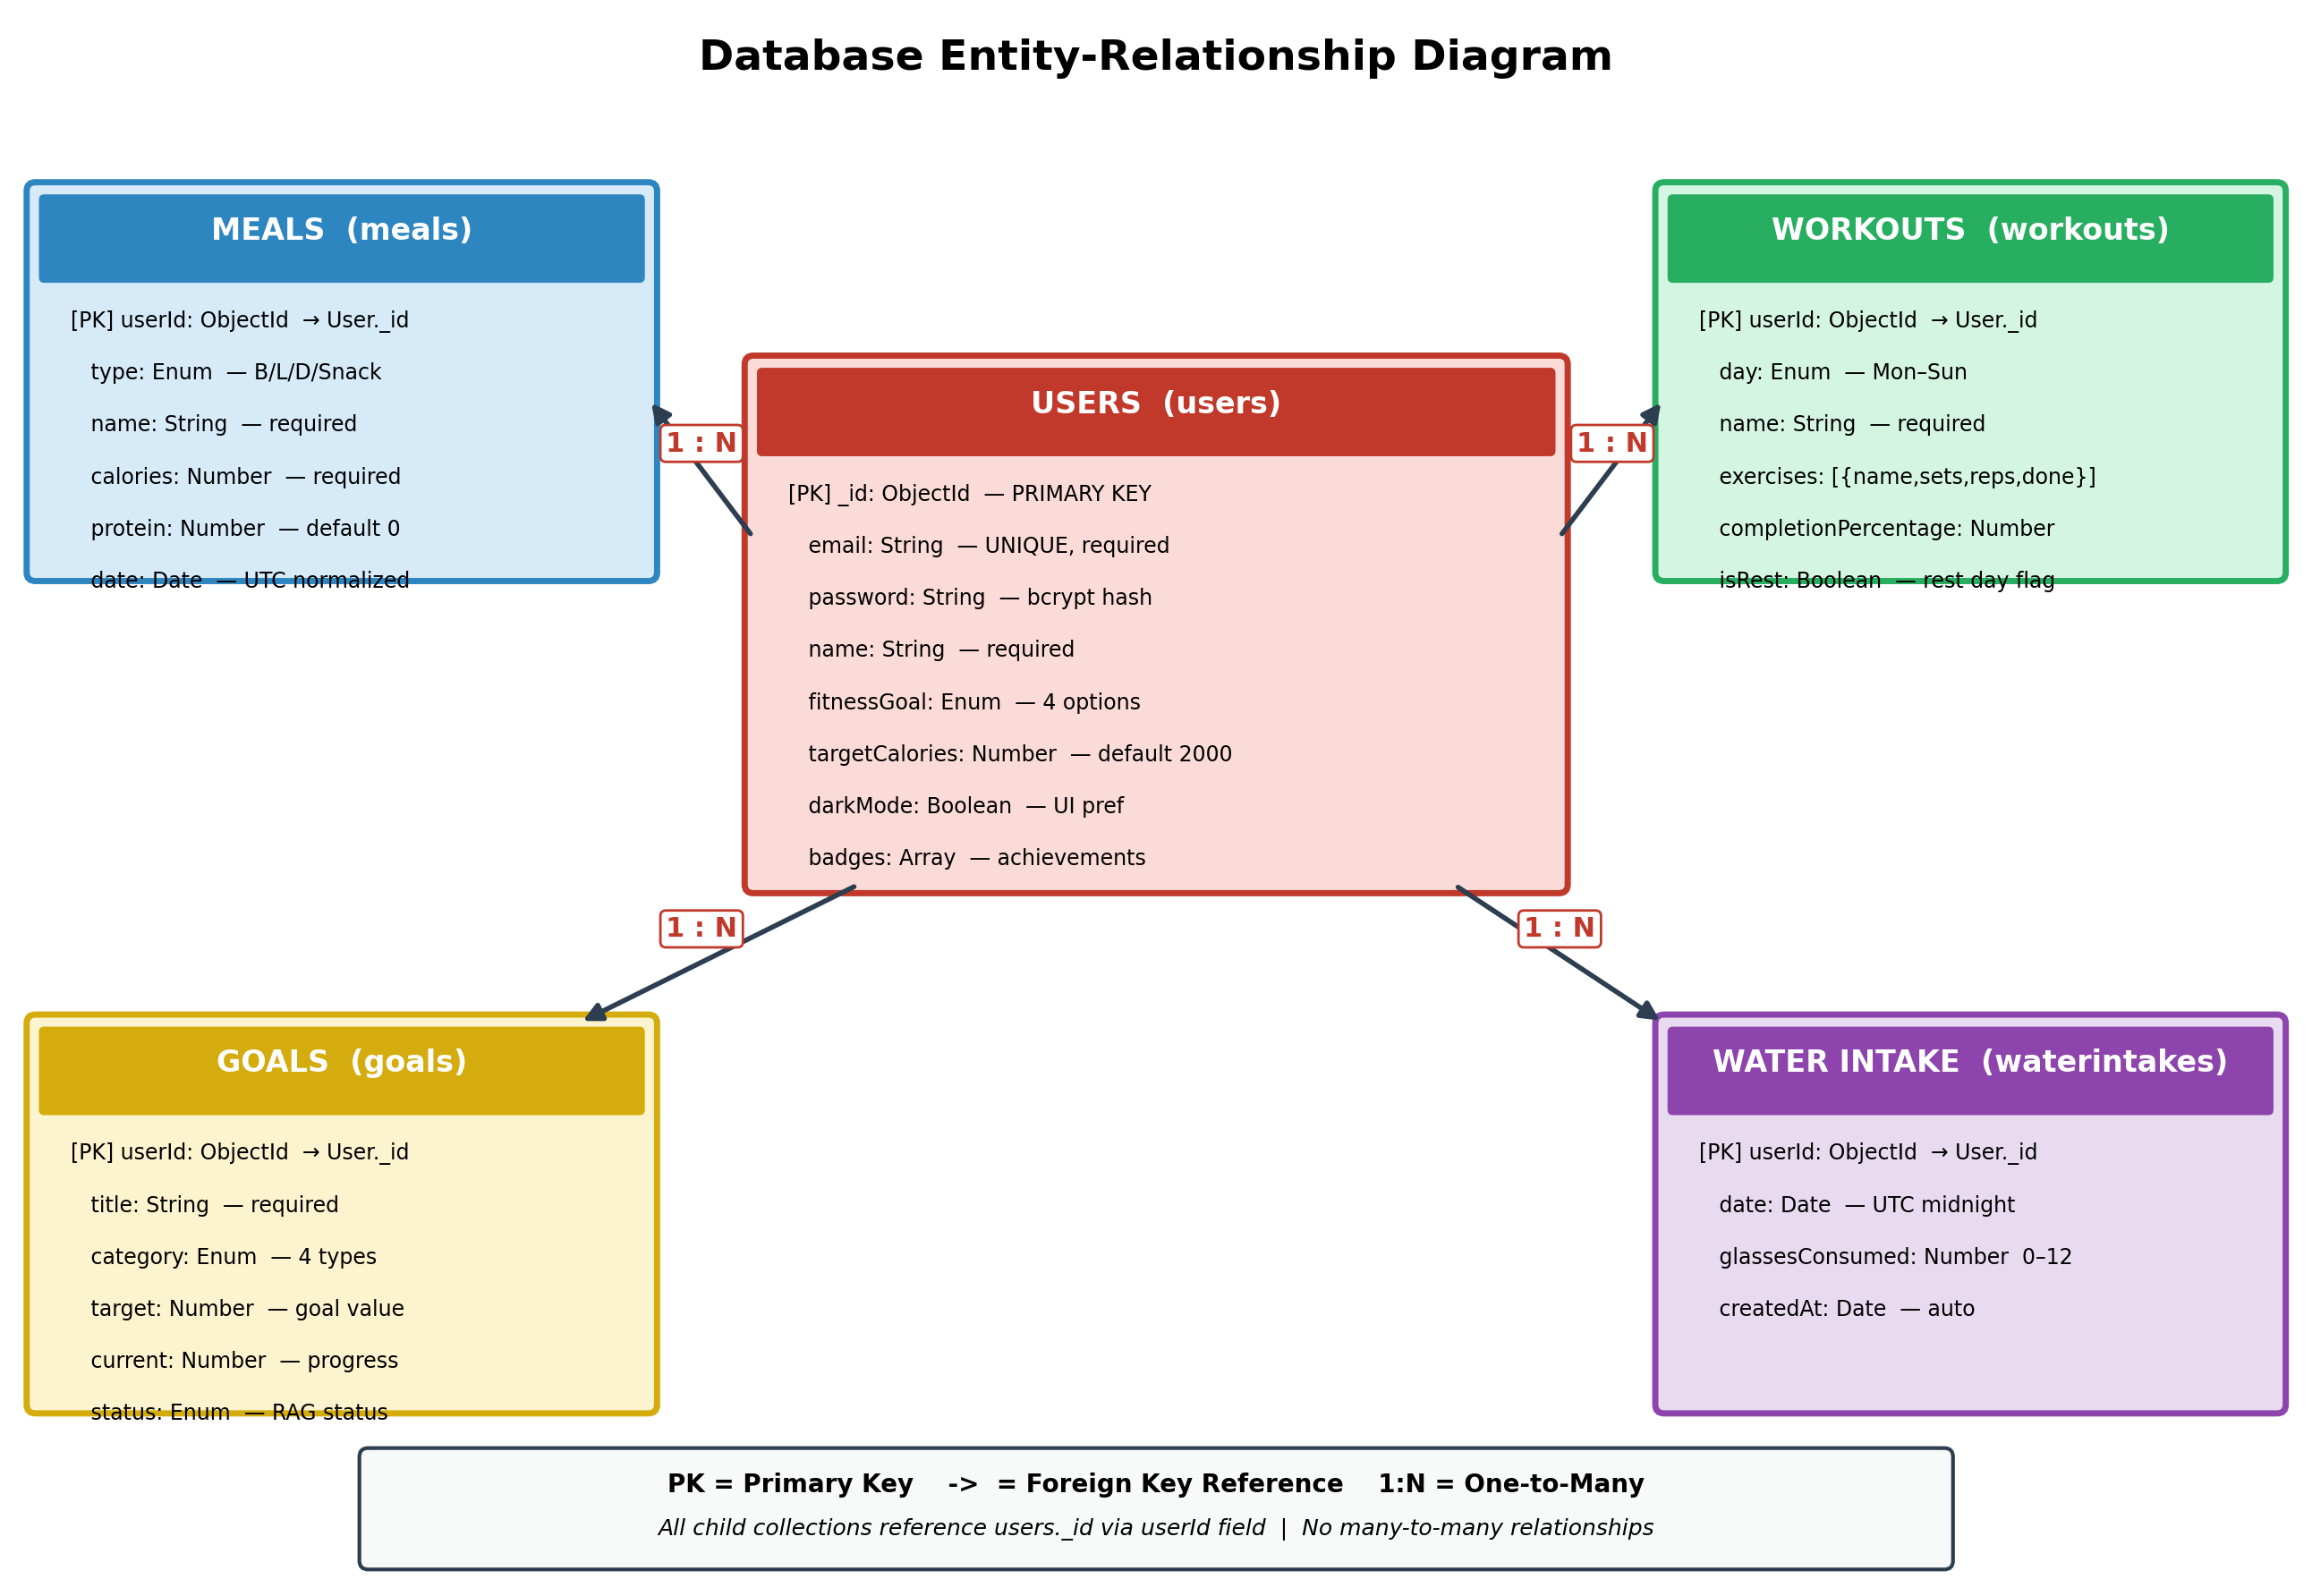 Database Entity-Relationship Diagram
MEALS (meals)
[PK] userId: ObjectId → User._id
type: Enum — B/L/D/Snack
name: String — required
calories: Number — required
protein: Number — default 0
date: Date — UTC normalized
WORKOUTS (workouts)
[PK] userId: ObjectId → User._id
day: Enum — Mon–Sun
name: String — required
exercises: [{name,sets,reps,done}]
completionPercentage: Number
isRest: Boolean — rest day flag
1 : N
1 : N
USERS (users)
[PK] _id: ObjectId — PRIMARY KEY
email: String — UNIQUE, required
password: String — bcrypt hash
name: String — required
fitnessGoal: Enum — 4 options
targetCalories: Number — default 2000
darkMode: Boolean — UI pref
badges: Array — achievements
1 : N
1 : N
GOALS (goals)
[PK] userId: ObjectId → User._id
title: String — required
category: Enum — 4 types
target: Number — goal value
current: Number — progress
status: Enum — RAG status
WATER INTAKE (waterintakes)
[PK] userId: ObjectId → User._id
date: Date — UTC midnight
glassesConsumed: Number 0–12
createdAt: Date — auto
PK = Primary Key -> = Foreign Key Reference 1:N = One-to-Many
All child collections reference users._id via userId field | No many-to-many relationships